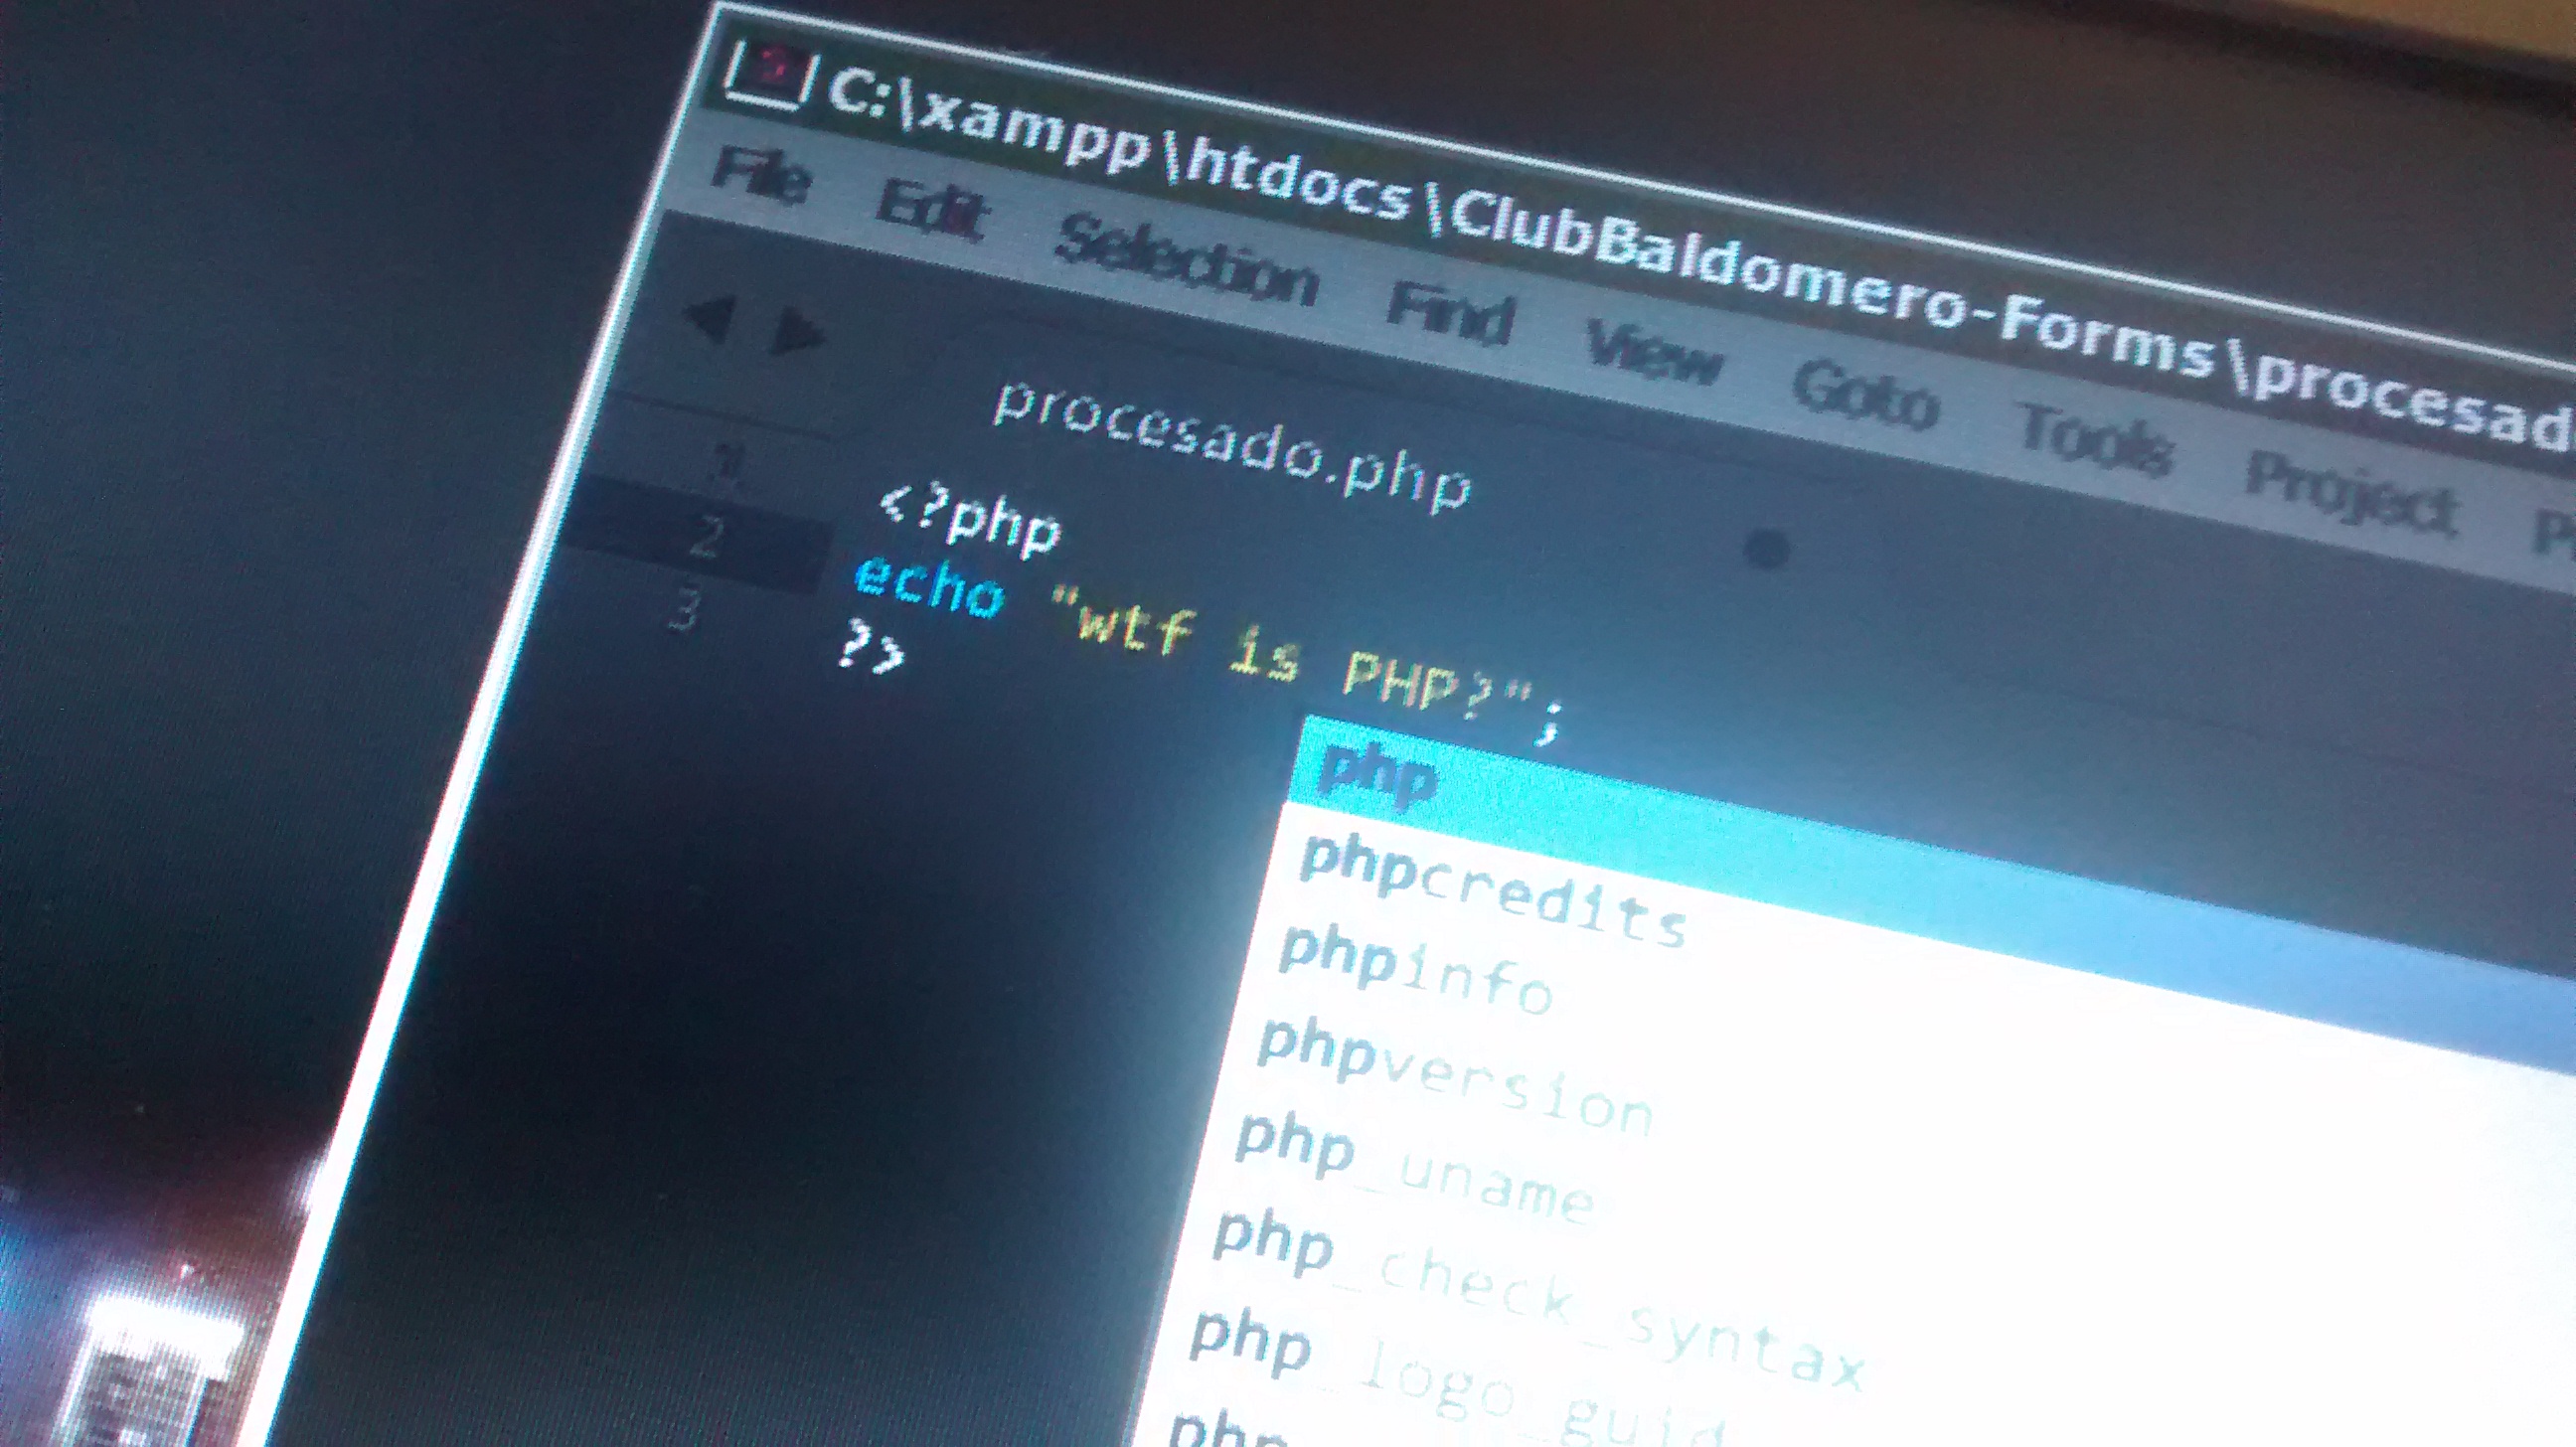 C:\xampp\htdocs\ClubBaldomero-Forms\procesad
File Edit Selection Find View Goto Tools Project
procesado.php
1 <?php
2 echo "wtf is PHP?";
3 ?>
php
phpcredits
phpinfo
phpversion
php_uname
php_check_syntax
php_logo_guid
php